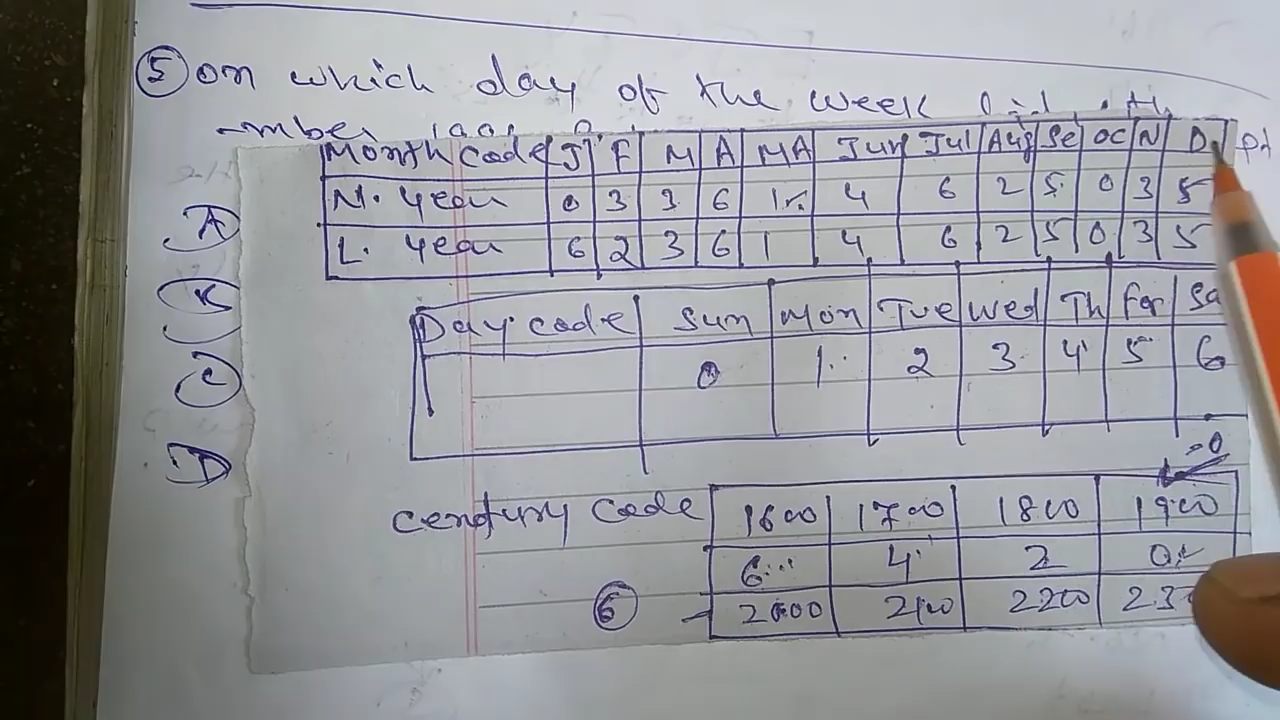 5 on which day of the week
Month Code J F M A MA Jun Jul Aug Se OC N D
N. year 0 3 3 6 1 4 6 2 5 0 3 5
L. year 6 2 3 6 1 4 6 2 5 0 3 5
A
Day code Sun Mon Tue Wed Th For Sa
0 1 2 3 4 5 6
C
D
=0
century code 1600 1700 1800 1900
6 4 2 0
6 2000 2100 2200